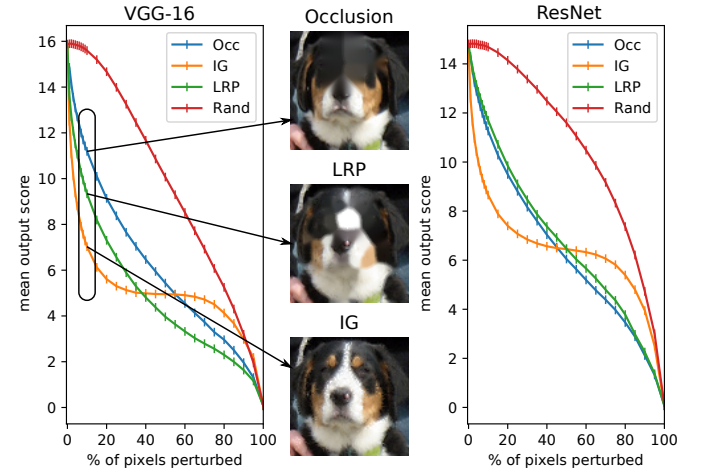 VGG-16
mean output score
16
14
12
10
8
6
4
2
0
0 20 40 60 80 100
% of pixels perturbed
Occ
IG
LRP
Rand
Occlusion
LRP
IG
ResNet
mean output score
14
12
10
8
6
4
2
0
0 20 40 60 80 100
% of pixels perturbed
Occ
IG
LRP
Rand